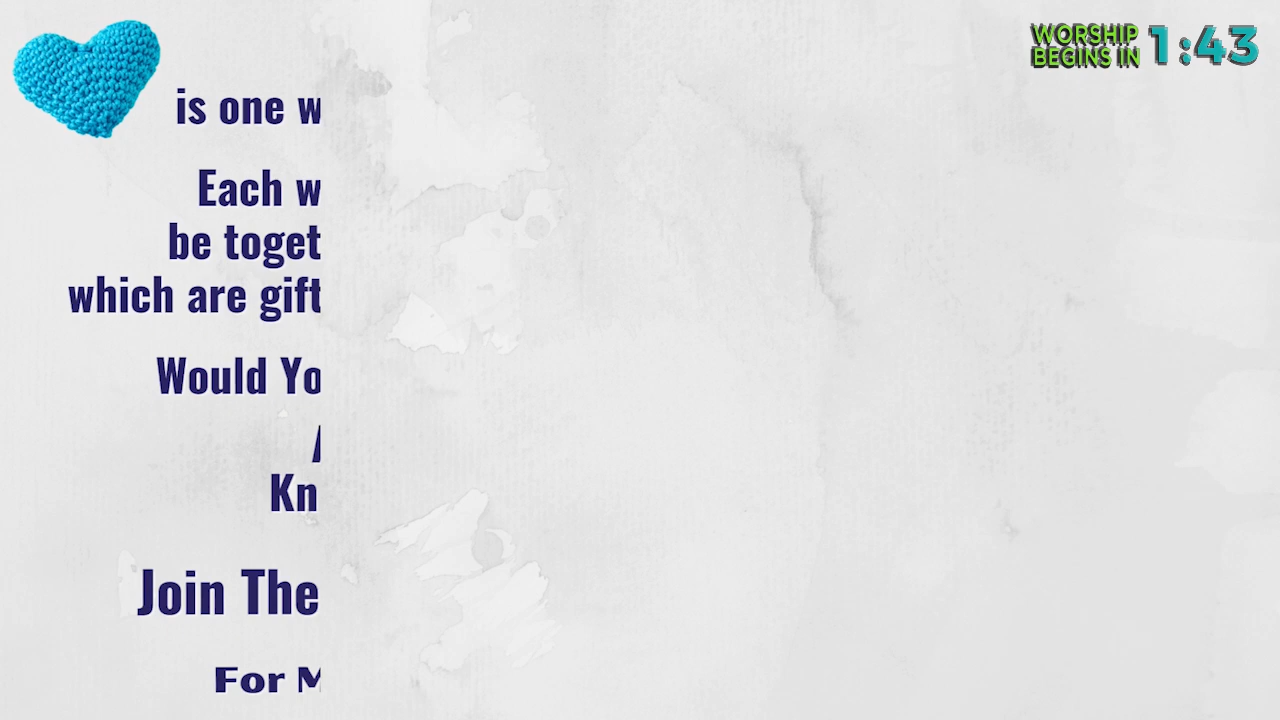 WORSHIP
BEGINS IN 1:43
is one w
Each w
be toget
which are gift
Would Yo
Kn
Join The
For M